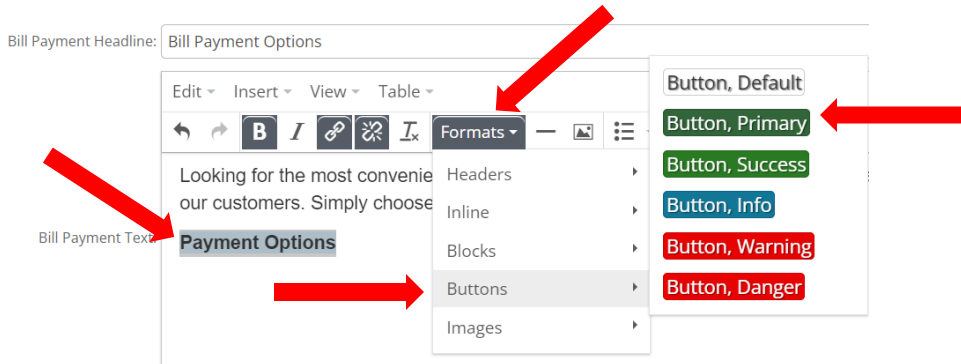 Bill Payment Headline: Bill Payment Options
Edit Insert View Table
B I Tx Formats
Looking for the most convenie
our customers. Simply choose
Bill Payment Text: Payment Options
Headers
Inline
Blocks
Buttons
Images
Button, Default
Button, Primary
Button, Success
Button, Info
Button, Warning
Button, Danger